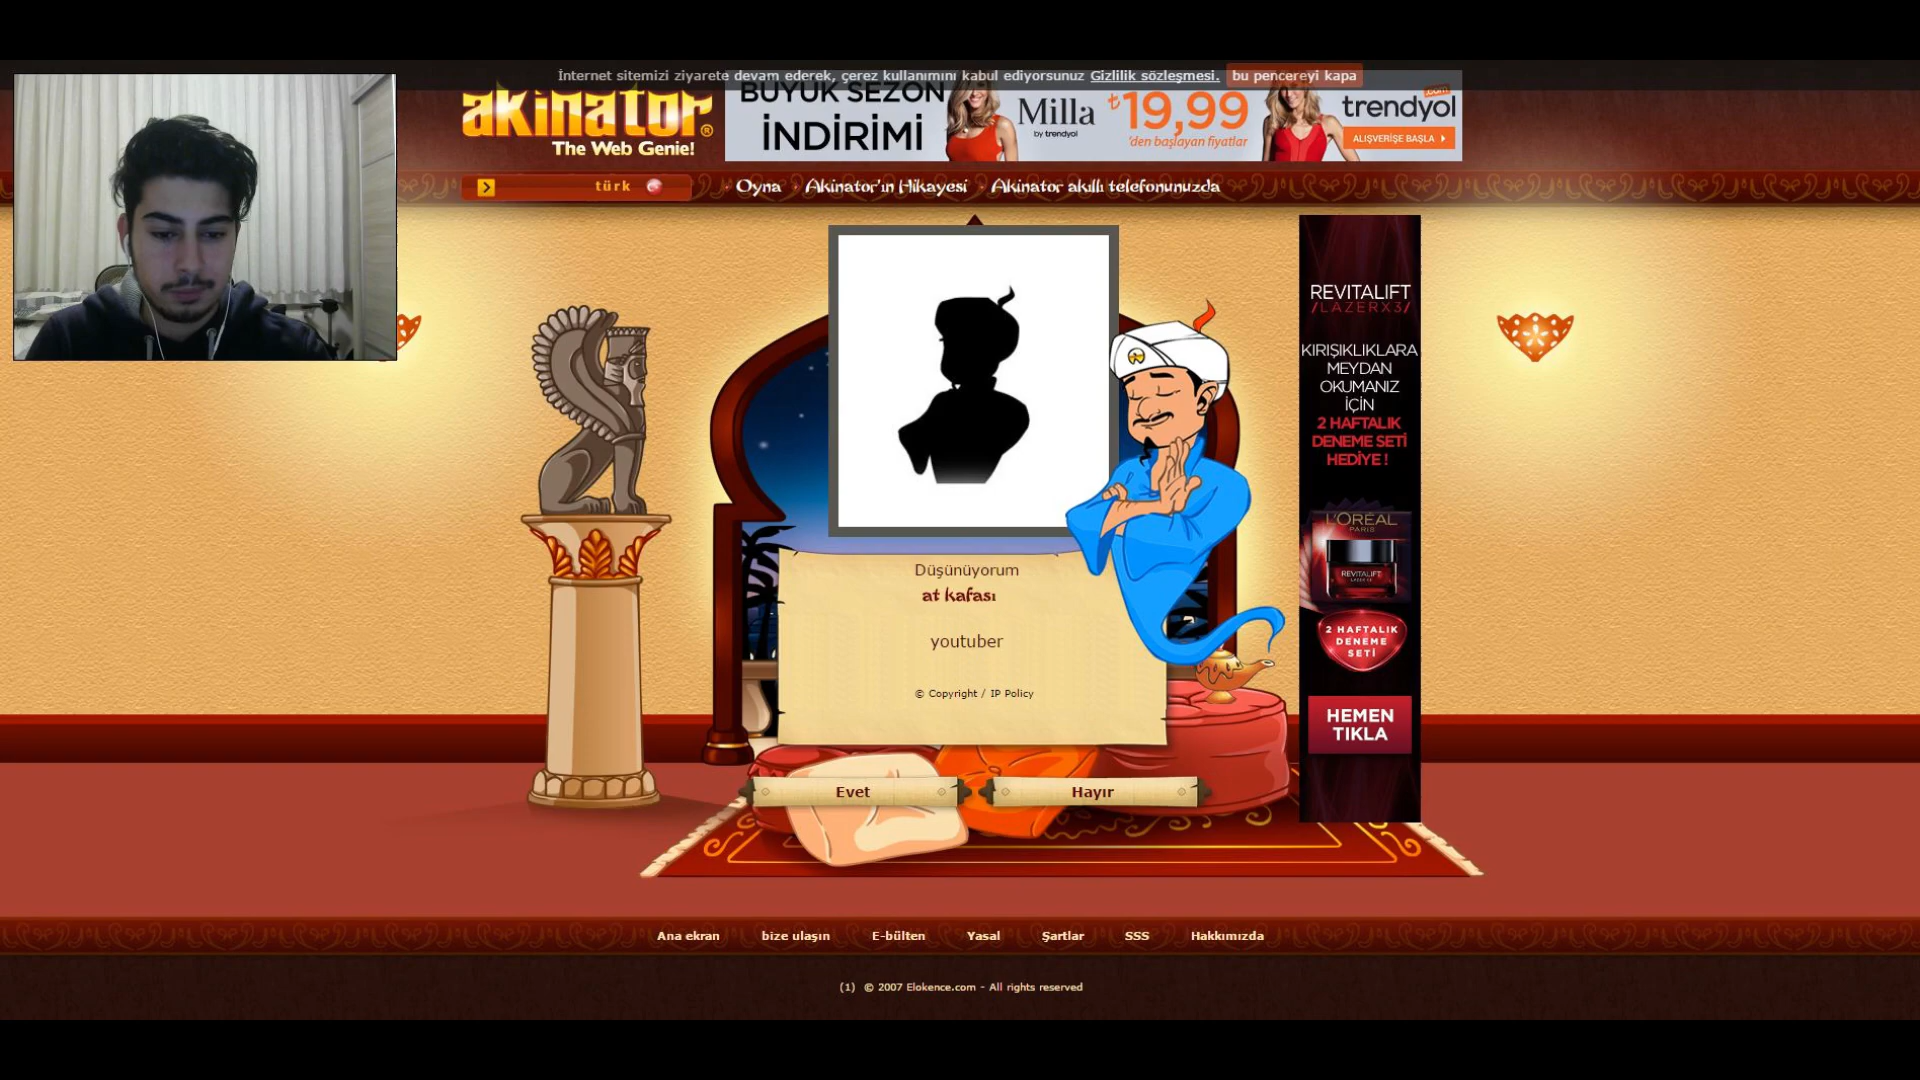 İnternet sitemizi ziyarete devam ederek, çerez kullanımını kabul ediyorsunuz Gizlilik sözleşmesi. bu pencereyi kapa
akinator®
The Web Genie!
BÜYÜK SEZON
İNDİRİMİ
Milla
by trendyol
₺19,99
'den başlayan fiyatlar
trendyol
.com
ALIŞVERİŞE BAŞLA
türk
Oyna
Akinator'ın Hikayesi
Akinator akıllı telefonunuzda
REVITALIFT
/LAZERX3/
KIRIŞIKLIKLARA
MEYDAN
OKUMANIZ
İÇİN
2 HAFTALIK
DENEME SETİ
HEDİYE !
L'ORÉAL
PARIS
REVITALIFT
2 HAFTALIK
DENEME
SETİ
HEMEN
TIKLA
Düşünüyorum
at kafası
youtuber
© Copyright / IP Policy
Evet
Hayır
Ana ekran
bize ulaşın
E-bülten
Yasal
Şartlar
SSS
Hakkımızda
(1) © 2007 Elokence.com - All rights reserved